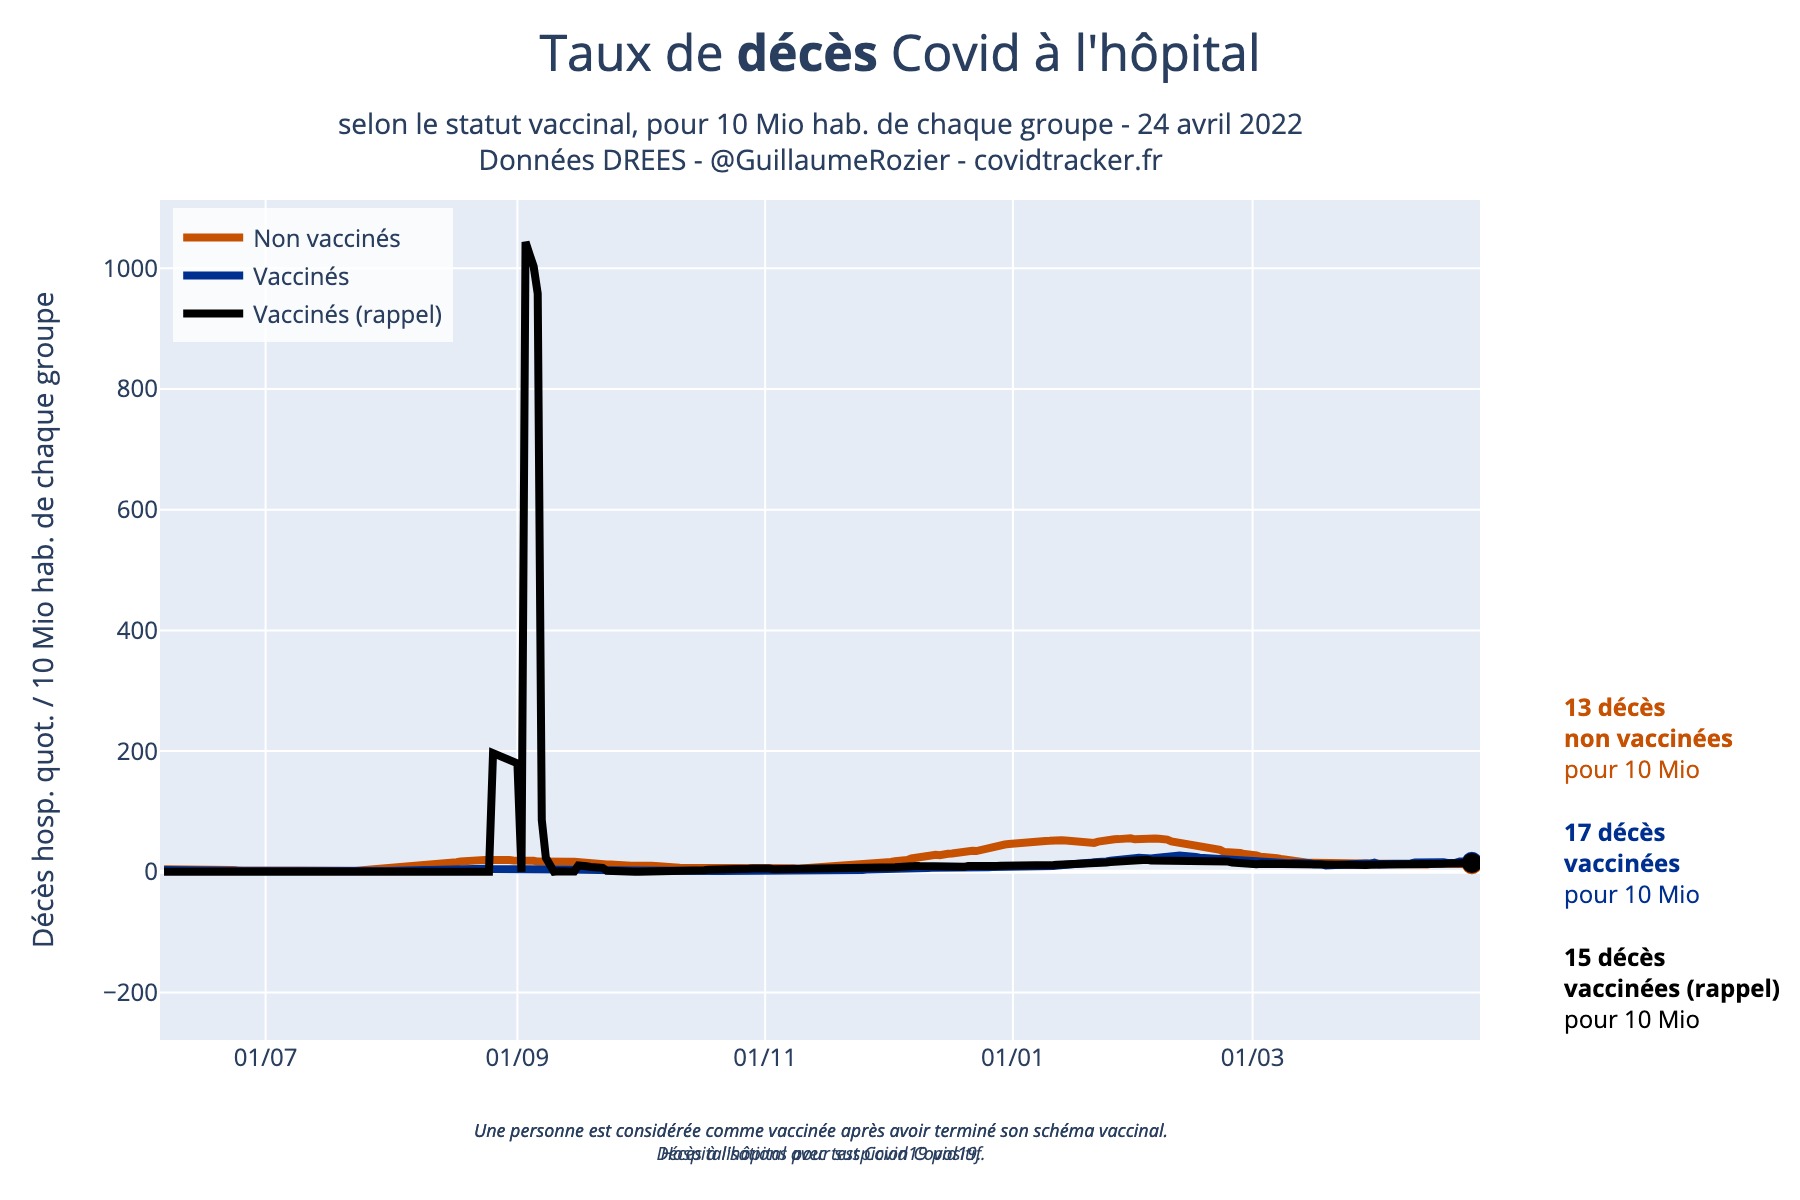 Taux de décès Covid à l'hôpital
selon le statut vaccinal, pour 10 Mio hab. de chaque groupe - 24 avril 2022
Données DREES - @GuillaumeRozier - covidtracker.fr
Non vaccinés
Vaccinés
Vaccinés (rappel)
Décès hosp. quot. / 10 Mio hab. de chaque groupe
1000
800
600
400
200
0
−200
01/07
01/09
01/11
01/01
01/03
13 décès
non vaccinées
pour 10 Mio
17 décès
vaccinées
pour 10 Mio
15 décès
vaccinées (rappel)
pour 10 Mio
Une personne est considérée comme vaccinée après avoir terminé son schéma vaccinal.